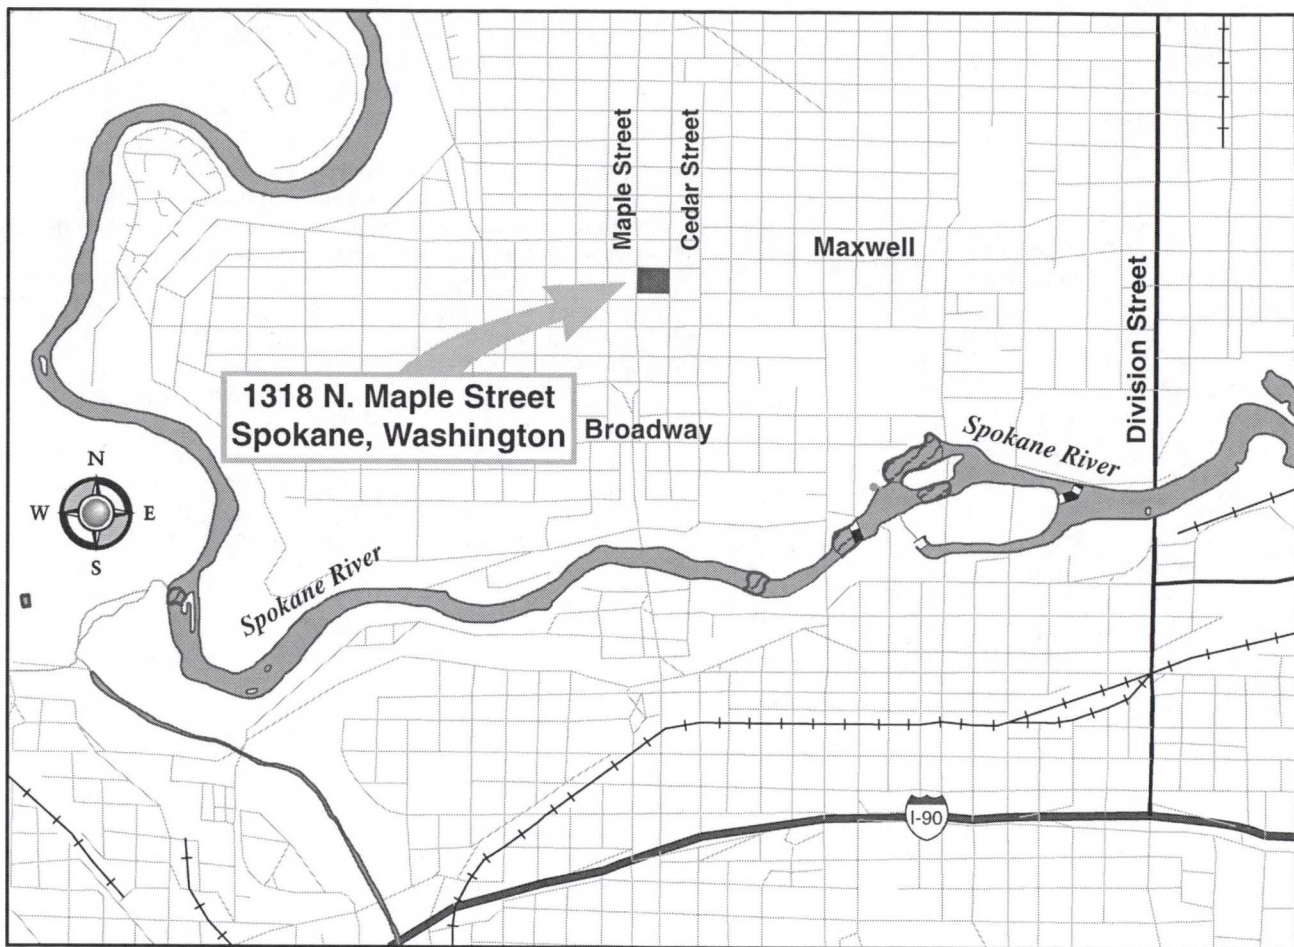 Maple Street
Cedar Street
Maxwell
Division Street
1318 N. Maple Street
Spokane, Washington
Broadway
Spokane River
N
W
E
S
Spokane River
I-90